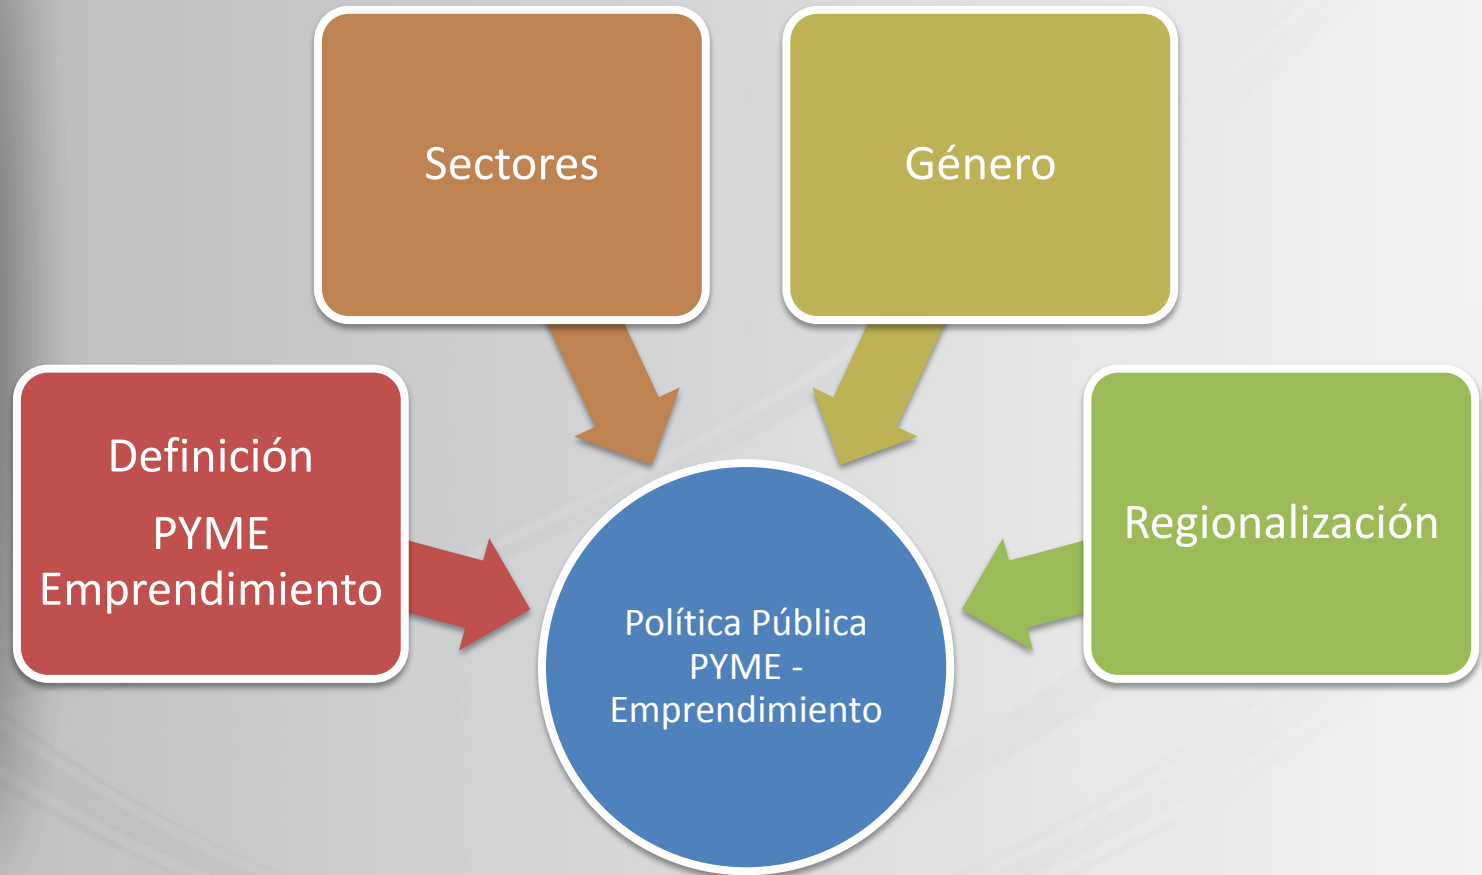 Sectores
Género
Definición
PYME
Emprendimiento
Regionalización
Política Pública
PYME -
Emprendimiento